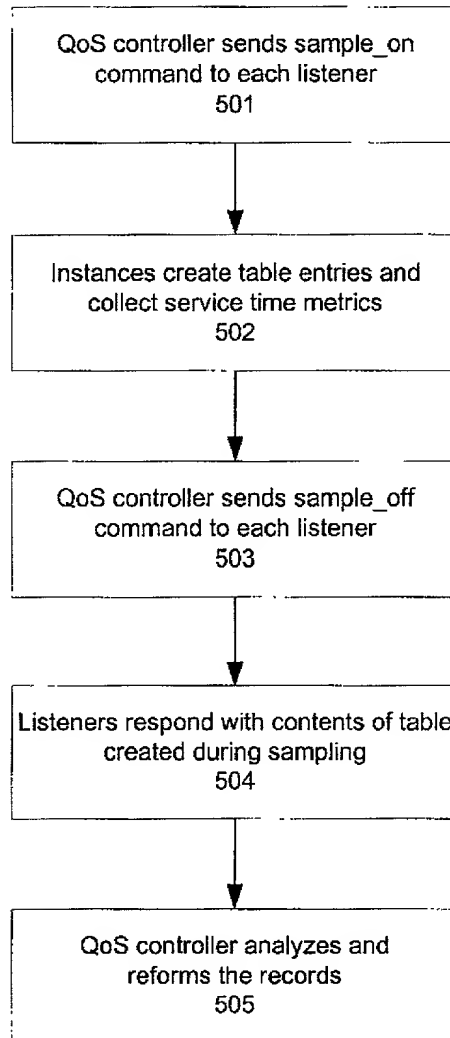 QoS controller sends sample_on
command to each listener
501
Instances create table entries and
collect service time metrics
502
QoS controller sends sample_off
command to each listener
503
Listeners respond with contents of table
created during sampling
504
QoS controller analyzes and
reforms the records
505